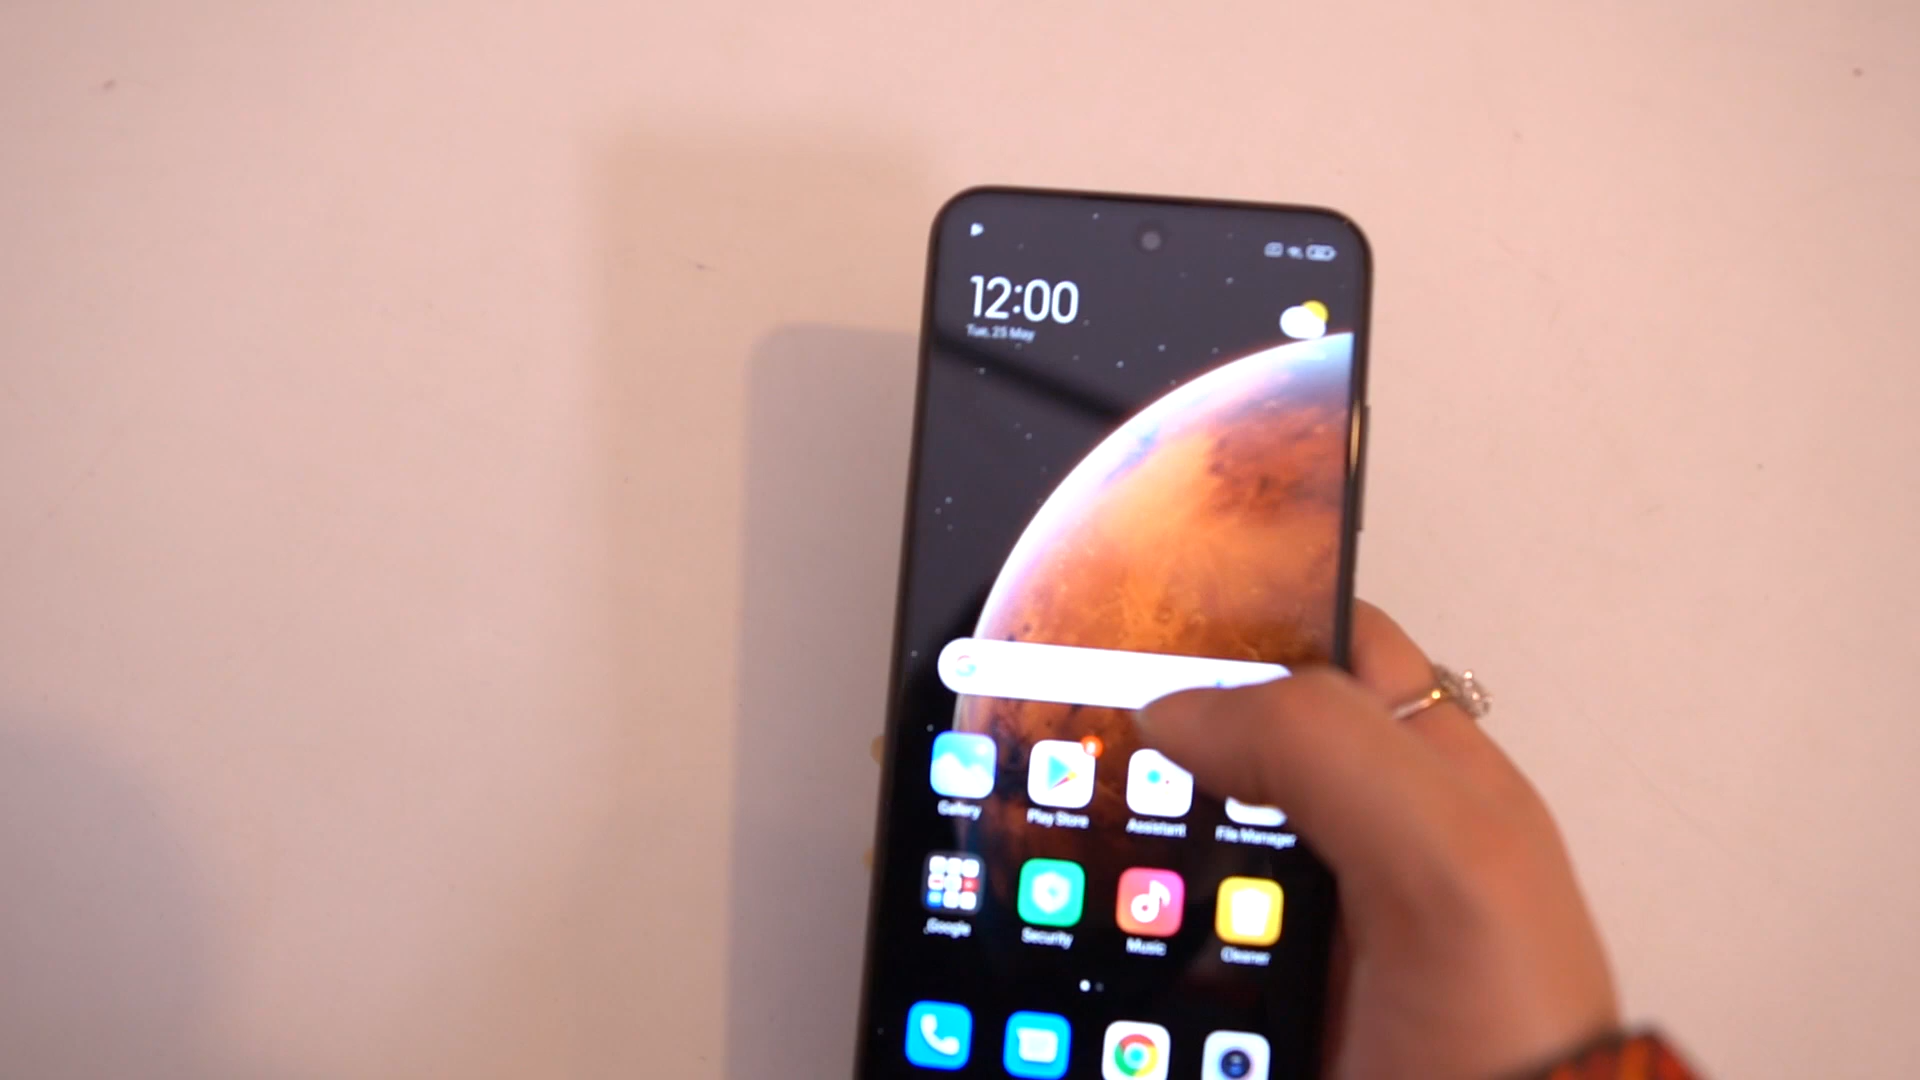 12:00
Tue, 25 May
Gallery
Play Store
Assistant
File Manager
Google
Security
Music
Cleaner